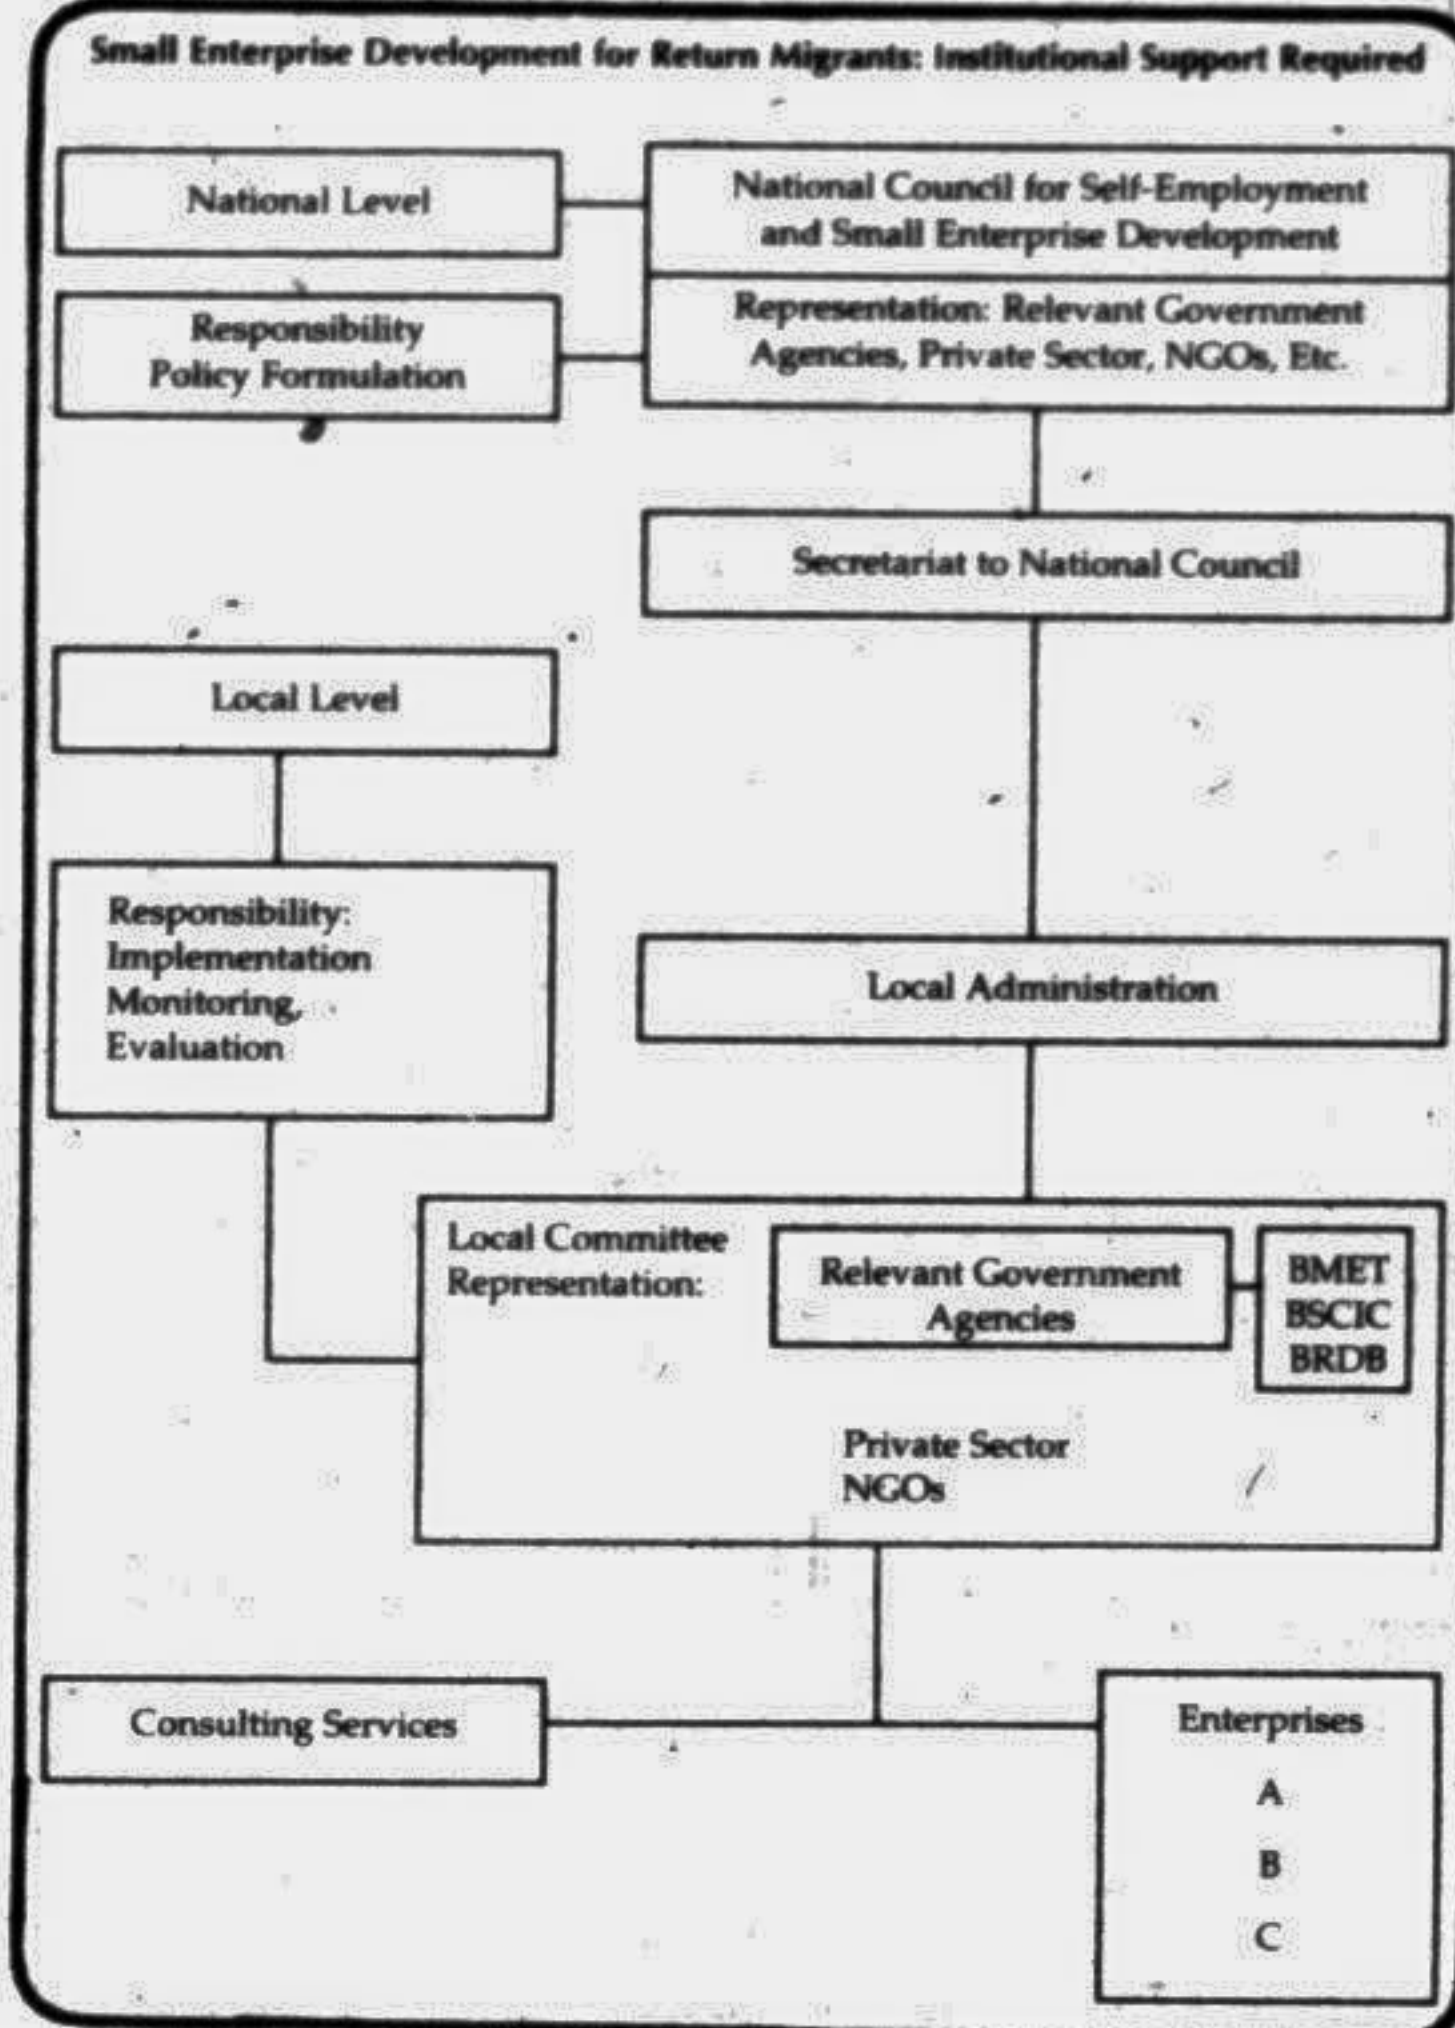 Small Enterprise Development for Return Migrants: Institutional Support Required
National Level
National Council for Self-Employment
and Small Enterprise Development
Responsibility
Policy Formulation
Representation: Relevant Government
Agencies, Private Sector, NGOs, Etc.
Secretariat to National Council
Local Level
Responsibility:
Implementation
Monitoring,
Evaluation
Local Administration
Local Committee
Representation:
Relevant Government
Agencies
BMET
BSCIC
BRDB
Private Sector
NGOs
Consulting Services
Enterprises
A
B
C